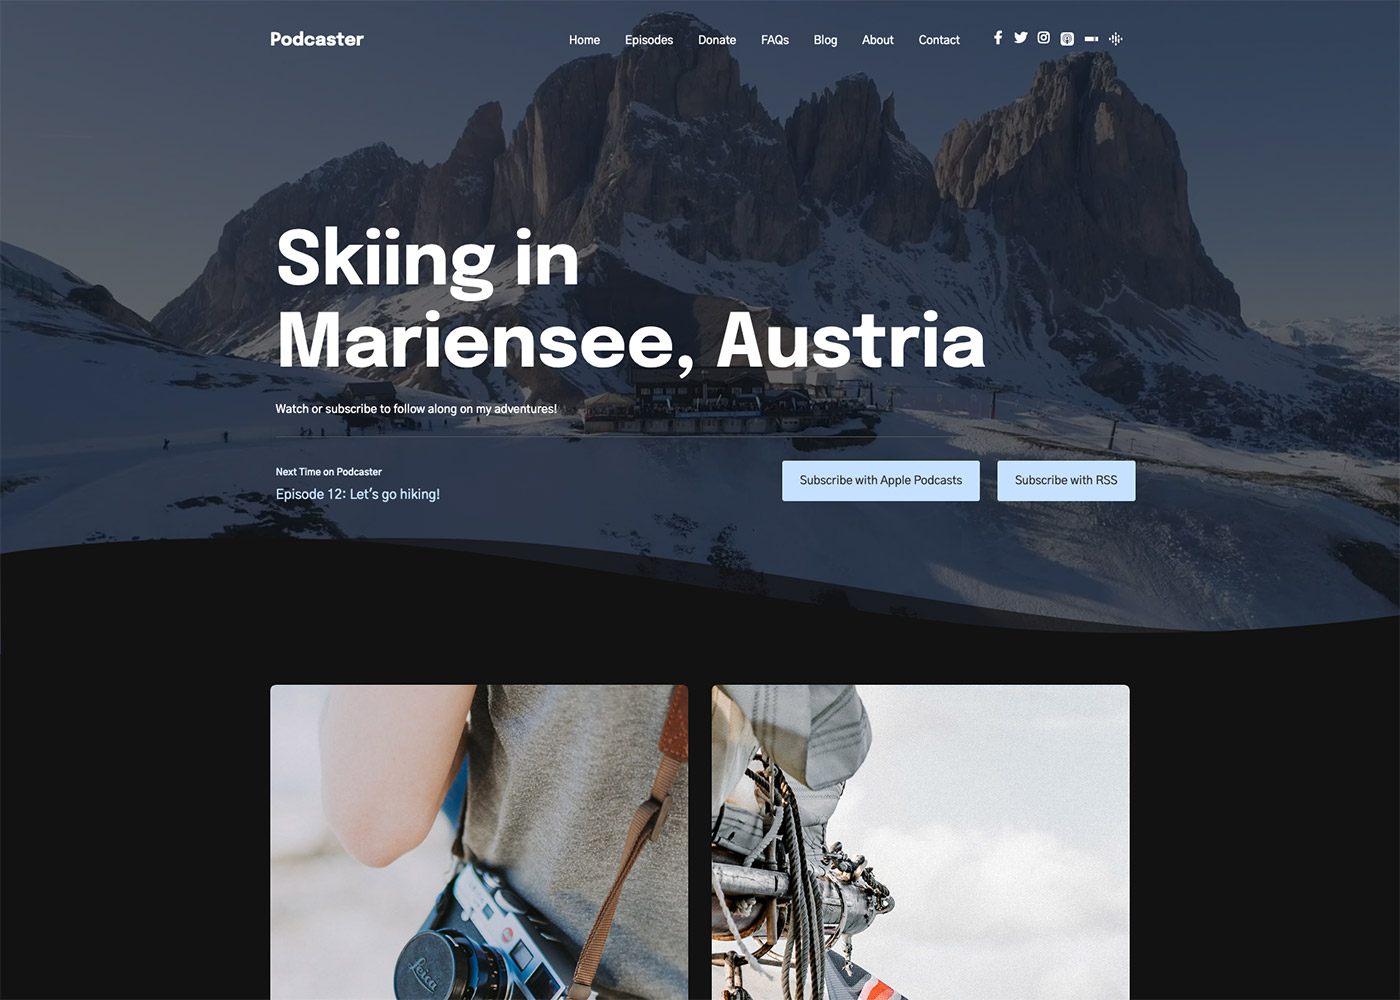 Podcaster
Home Episodes Donate FAQs Blog About Contact
Skiing in
Mariensee, Austria
Watch or subscribe to follow along on my adventures!
Next Time on Podcaster
Episode 12: Let's go hiking!
Subscribe with Apple Podcasts Subscribe with RSS
Leica